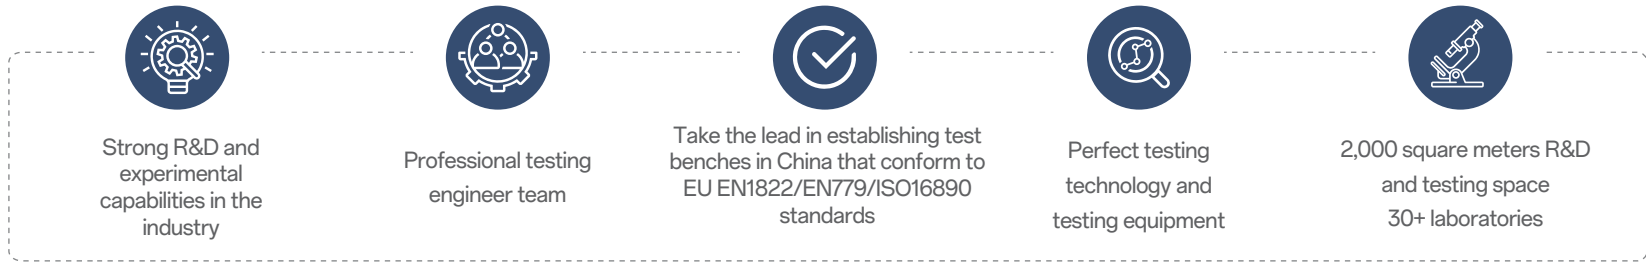 Strong R&D and
experimental
capabilities in the
industry
Professional testing
engineer team
Take the lead in establishing test
benches in China that conform to
EU EN1822/EN779/ISO16890
standards
Perfect testing
technology and
testing equipment
2,000 square meters R&D
and testing space
30+ laboratories